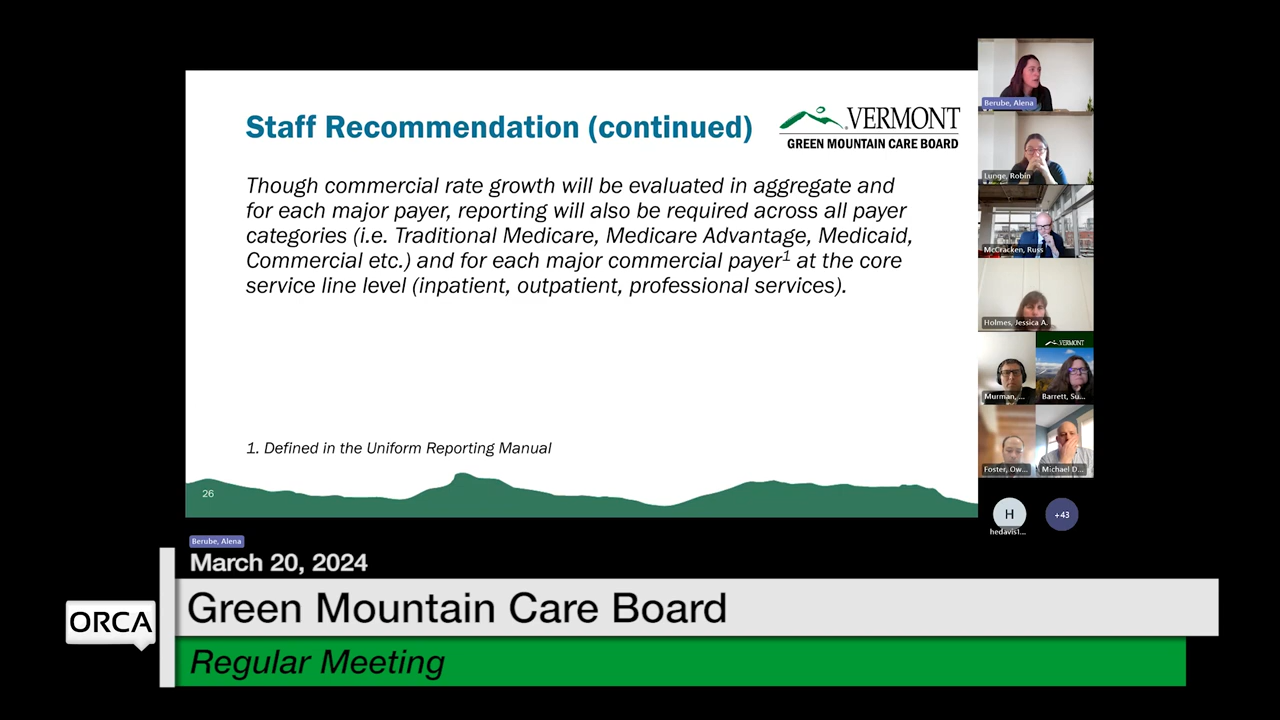 Staff Recommendation (continued)
VERMONT
GREEN MOUNTAIN CARE BOARD
Though commercial rate growth will be evaluated in aggregate and
for each major payer, reporting will also be required across all payer
categories (i.e. Traditional Medicare, Medicare Advantage, Medicaid,
Commercial etc.) and for each major commercial payer1 at the core
service line level (inpatient, outpatient, professional services).
1. Defined in the Uniform Reporting Manual
26
Berube, Alena
Lunge, Robin
McCracken, Russ
Holmes, Jessica A.
VERMONT
Murman, ...
Barrett, Su...
Foster, Ow...
Michael D...
H
+43
hedavis1...
Berube, Alena
March 20, 2024
ORCA
Green Mountain Care Board
Regular Meeting